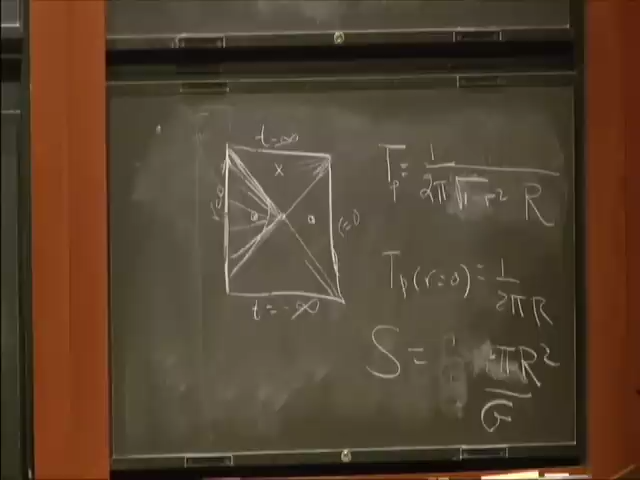 t=∞
x
r=0
r=0
t=-∞
T_p = 1 / 2π √(1-r²) R
T_p(r=0) = 1 / 2πR
S = πR² / G